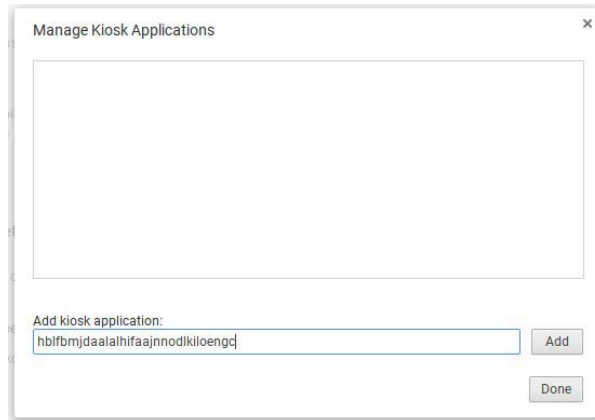 Manage Kiosk Applications
×
Add kiosk application:
hblfbmjdaalalhifaajnnodlkiloengc
Add
Done